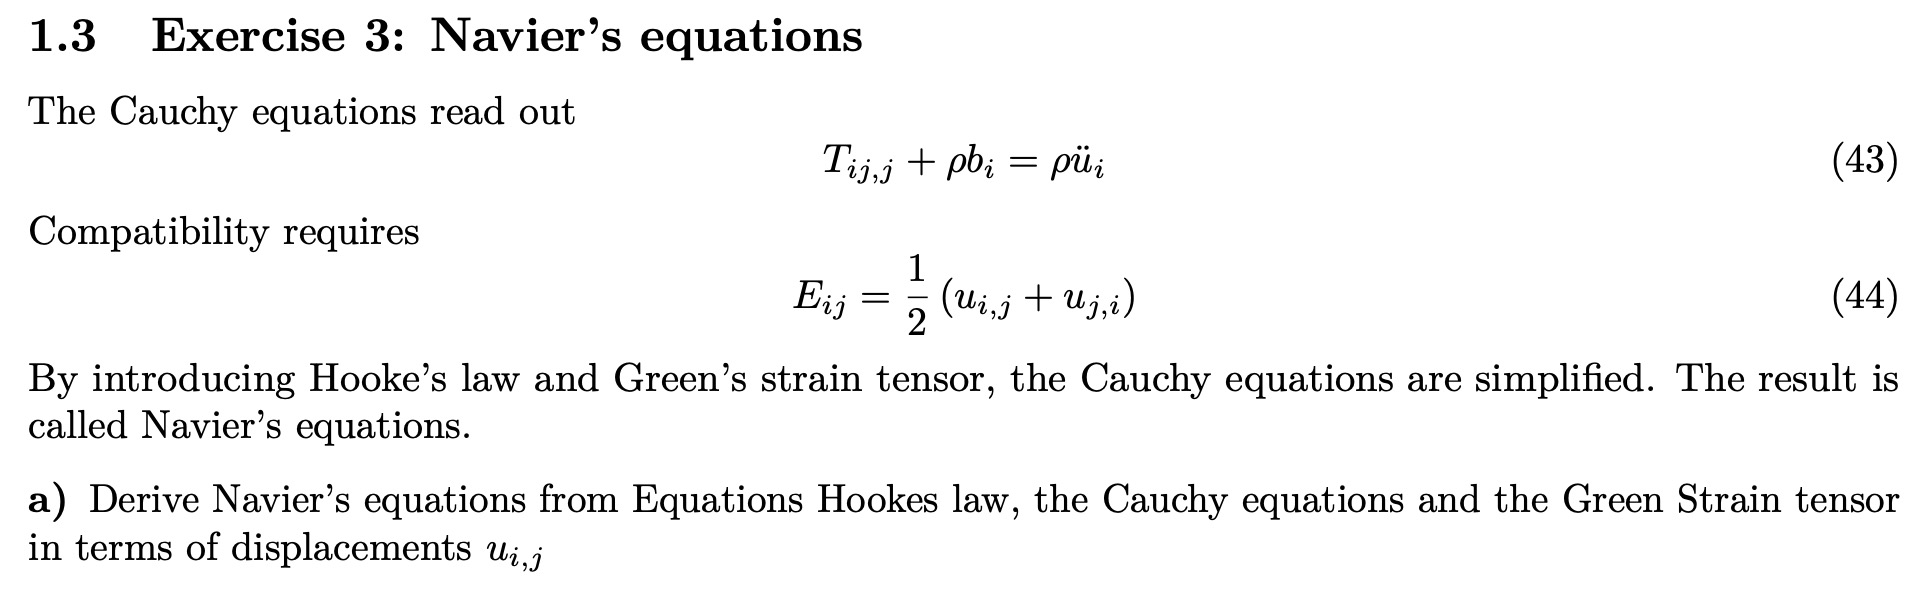 1.3 Exercise 3: Navier's equations
The Cauchy equations read out
T_{ij,j} + ρb_i = ρü_i (43)
Compatibility requires
E_{ij} = \frac{1}{2} (u_{i,j} + u_{j,i}) (44)
By introducing Hooke's law and Green's strain tensor, the Cauchy equations are simplified. The result is
called Navier's equations.
a) Derive Navier's equations from Equations Hookes law, the Cauchy equations and the Green Strain tensor
in terms of displacements u_{i,j}